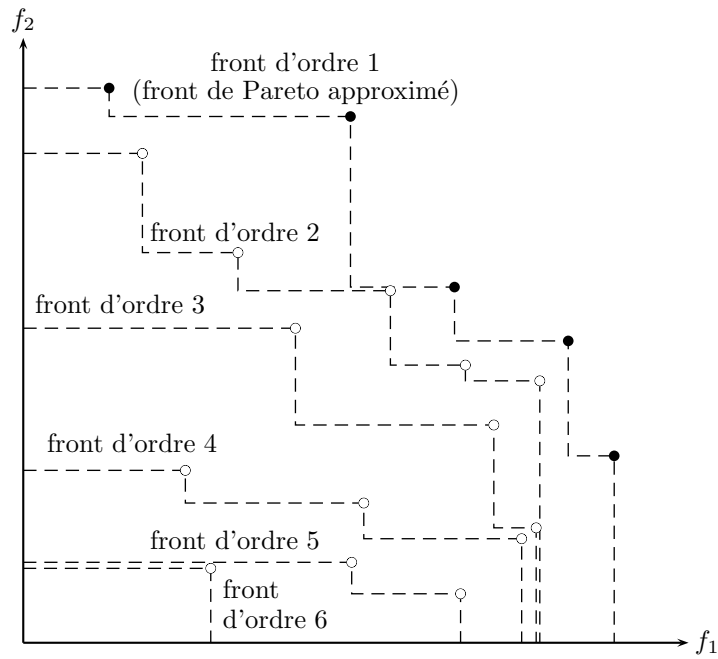 f₂
front d'ordre 1
(front de Pareto approximé)
front d'ordre 2
front d'ordre 3
front d'ordre 4
front d'ordre 5
front
d'ordre 6
f₁